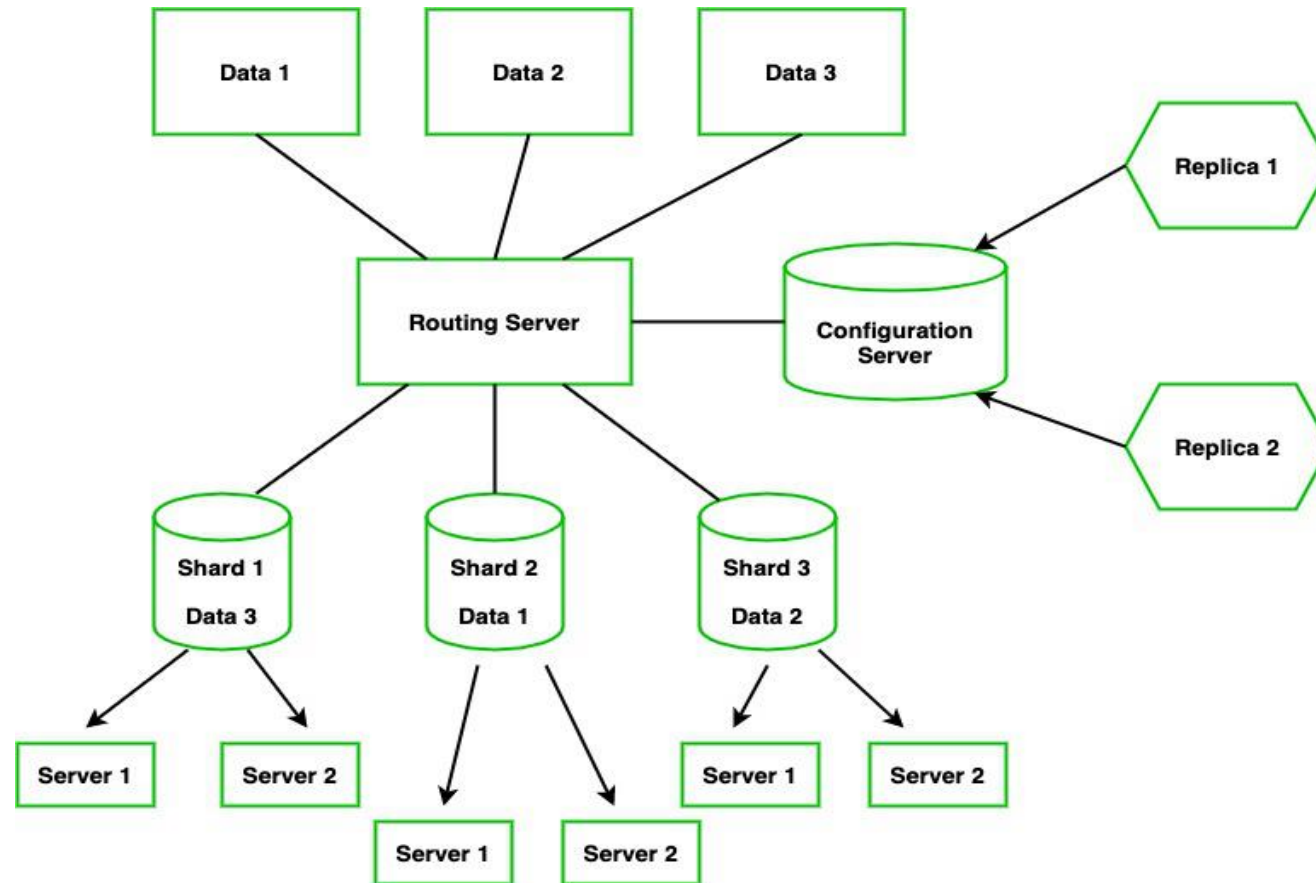 Data 1
Data 2
Data 3
Replica 1
Routing Server
Configuration
Server
Replica 2
Shard 1
Data 3
Shard 2
Data 1
Shard 3
Data 2
Server 1
Server 2
Server 1
Server 2
Server 1
Server 2